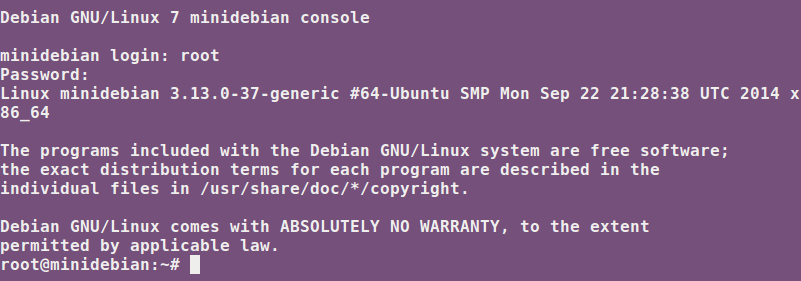 Debian GNU/Linux 7 minidebian console
minidebian login: root
Password:
Linux minidebian 3.13.0-37-generic #64-Ubuntu SMP Mon Sep 22 21:28:38 UTC 2014 x
86_64
The programs included with the Debian GNU/Linux system are free software;
the exact distribution terms for each program are described in the
individual files in /usr/share/doc/*/copyright.
Debian GNU/Linux comes with ABSOLUTELY NO WARRANTY, to the extent
permitted by applicable law.
root@minidebian:~#